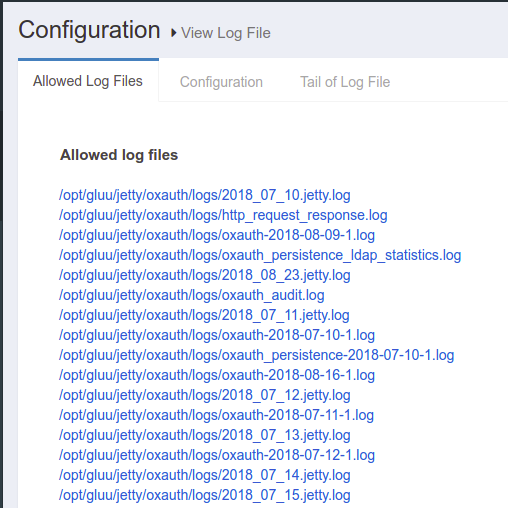 Configuration View Log File
Allowed Log Files Configuration Tail of Log File
Allowed log files
/opt/gluu/jetty/oxauth/logs/2018_07_10.jetty.log
/opt/gluu/jetty/oxauth/logs/http_request_response.log
/opt/gluu/jetty/oxauth/logs/oxauth-2018-08-09-1.log
/opt/gluu/jetty/oxauth/logs/oxauth_persistence_ldap_statistics.log
/opt/gluu/jetty/oxauth/logs/2018_08_23.jetty.log
/opt/gluu/jetty/oxauth/logs/oxauth_audit.log
/opt/gluu/jetty/oxauth/logs/2018_07_11.jetty.log
/opt/gluu/jetty/oxauth/logs/oxauth-2018-07-10-1.log
/opt/gluu/jetty/oxauth/logs/oxauth_persistence-2018-07-10-1.log
/opt/gluu/jetty/oxauth/logs/oxauth-2018-08-16-1.log
/opt/gluu/jetty/oxauth/logs/2018_07_12.jetty.log
/opt/gluu/jetty/oxauth/logs/oxauth-2018-07-11-1.log
/opt/gluu/jetty/oxauth/logs/2018_07_13.jetty.log
/opt/gluu/jetty/oxauth/logs/oxauth-2018-07-12-1.log
/opt/gluu/jetty/oxauth/logs/2018_07_14.jetty.log
/opt/gluu/jetty/oxauth/logs/2018_07_15.jetty.log